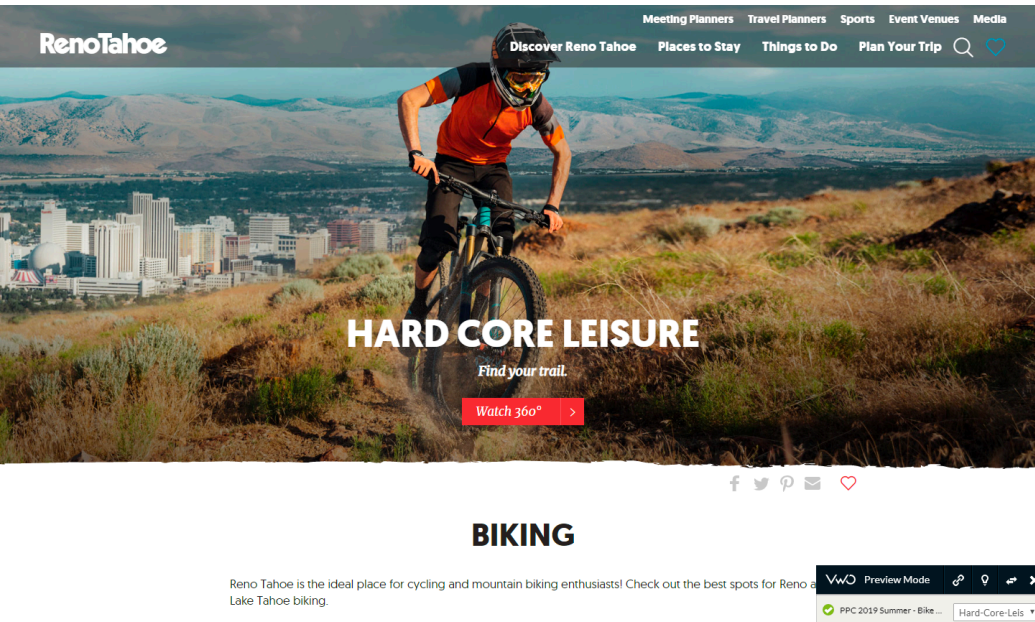 Meeting Planners Travel Planners Sports Event Venues Media
RenoTahoe
Discover Reno Tahoe Places to Stay Things to Do Plan Your Trip
HARD CORE LEISURE
Find your trail.
Watch 360°
BIKING
Reno Tahoe is the ideal place for cycling and mountain biking enthusiasts! Check out the best spots for Reno a
Lake Tahoe biking.
VWO Preview Mode
PPC 2019 Summer - Bike ... Hard-Core-Leis